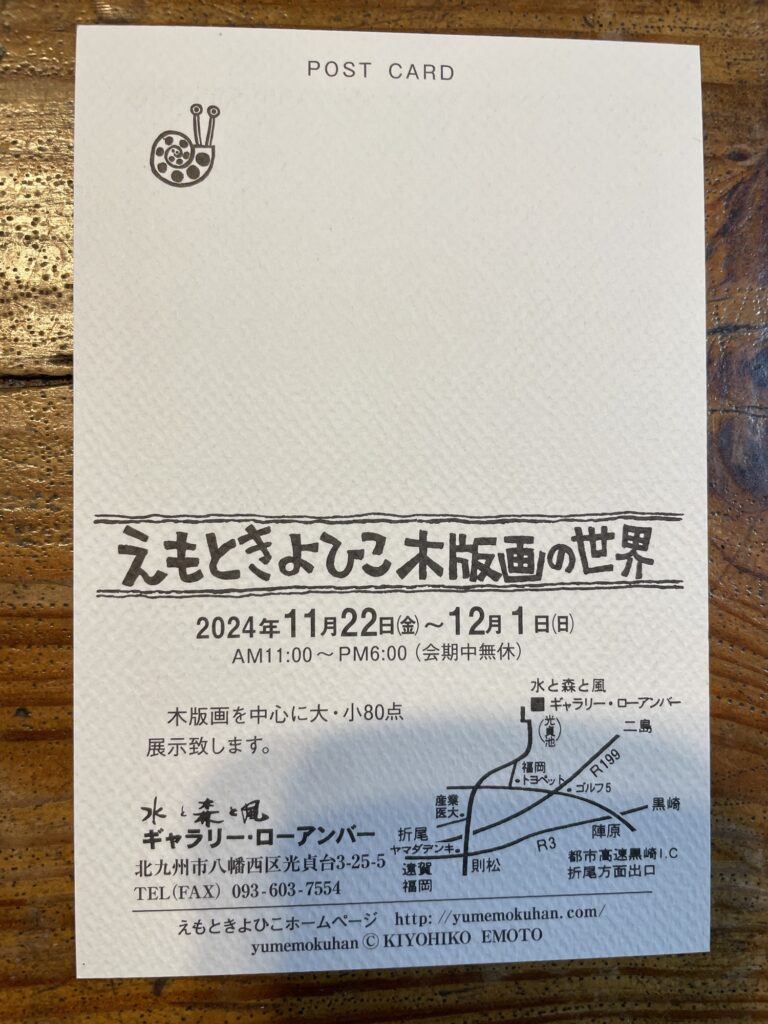 POST CARD
えもときよひこ木版画の世界
2024年11月22日㈮～12月1日㈰
AM11:00～PM6:00（会期中無休）
木版画を中心に大・小80点
展示致します。
水と森と風
ギャラリー・ローアンバー
北九州市八幡西区光貞台3-25-5
TEL(FAX) 093-603-7554
水と森と風
ギャラリー・ローアンバー
光貞池
二島
R199
福岡
トヨペット
ゴルフ5
産業
医大
黒崎
折尾
陣原
ヤマダデンキ
R3
都市高速黒崎I.C
折尾方面出口
遠賀
福岡
則松
えもときよひこホームページ http://yumemokuhan.com/
yumemokuhan © KIYOHIKO EMOTO